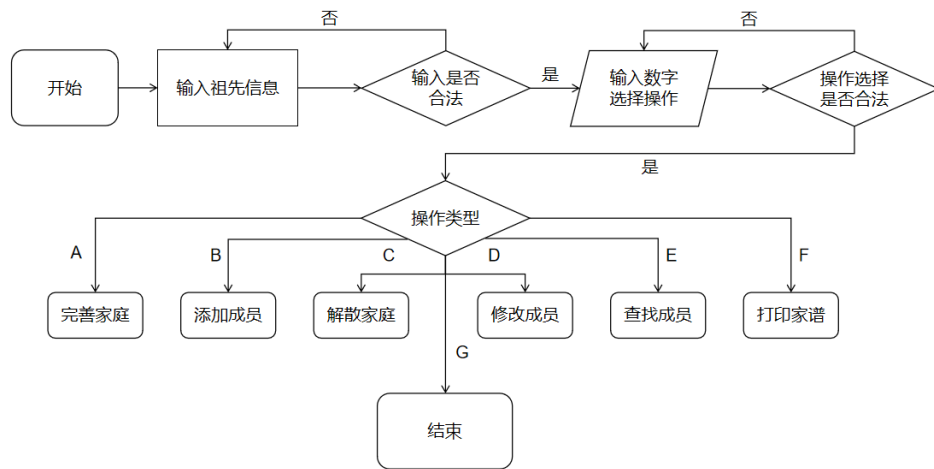 否
否
开始
输入祖先信息
输入是否
合法
是
输入数字
选择操作
操作选择
是否合法
是
操作类型
A
B
C
D
E
F
完善家庭
添加成员
解散家庭
修改成员
查找成员
打印家谱
G
结束